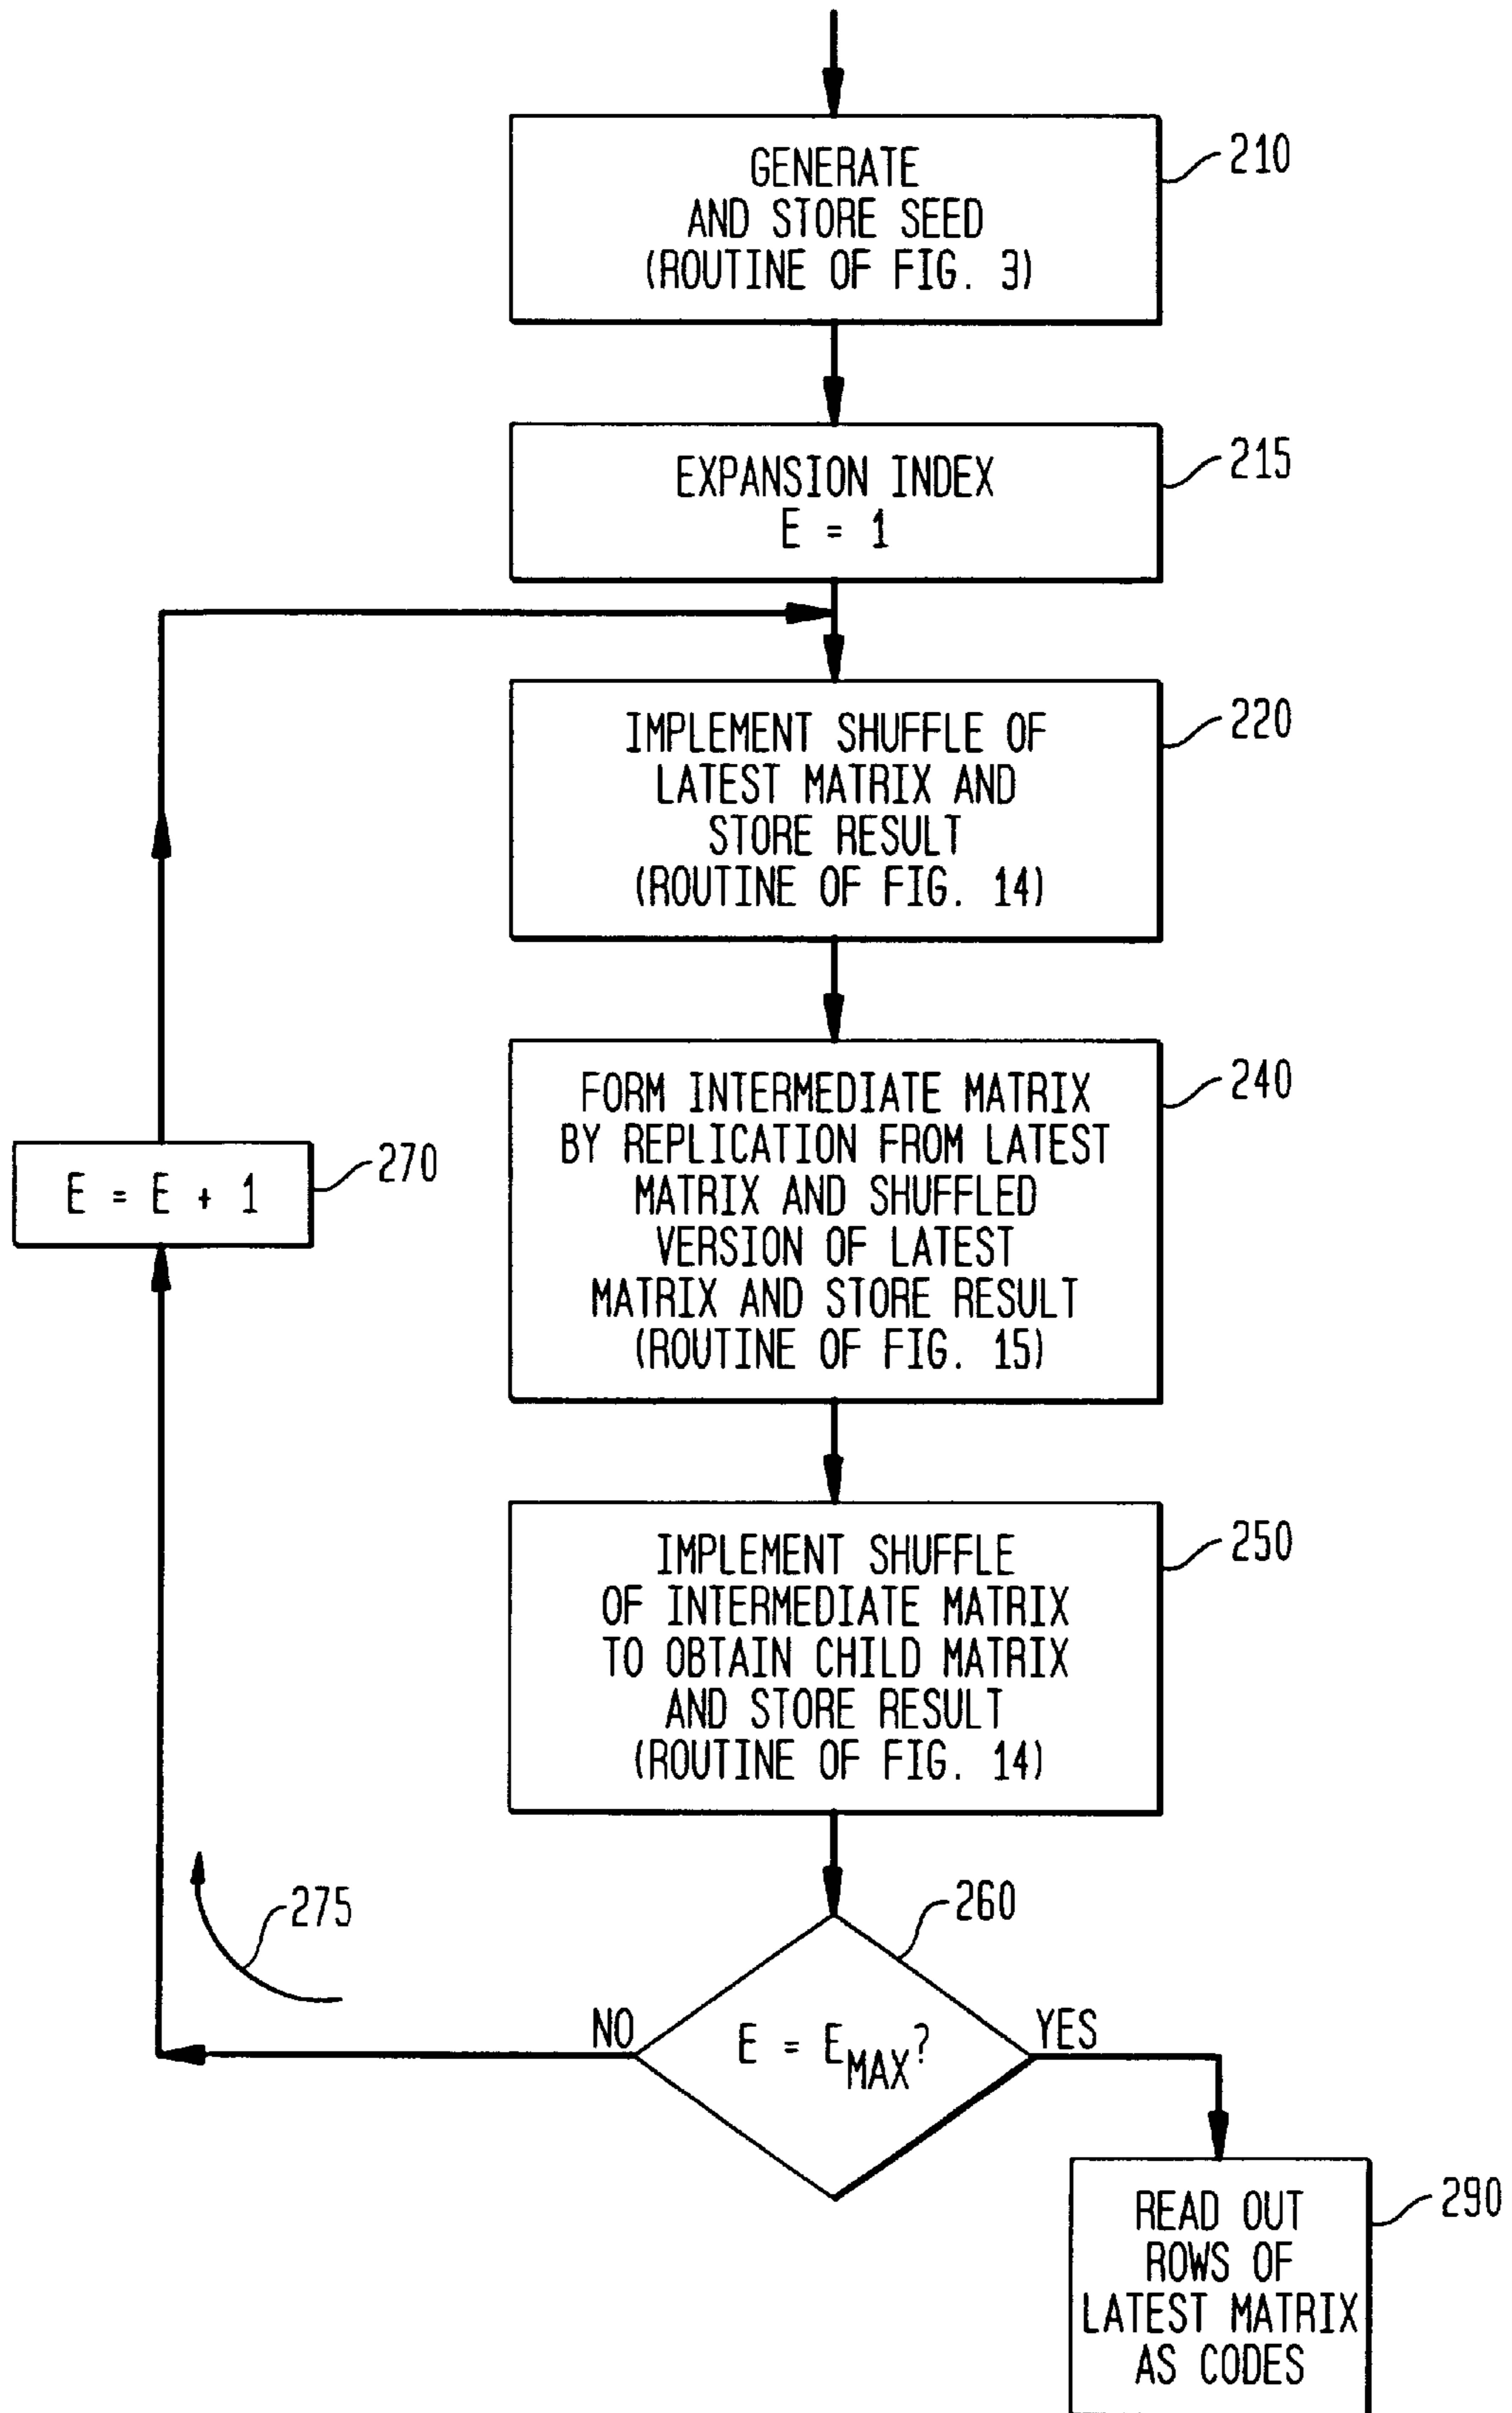 GENERATE
AND STORE SEED
(ROUTINE OF FIG. 3)
210
EXPANSION INDEX
E = 1
215
IMPLEMENT SHUFFLE OF
LATEST MATRIX AND
STORE RESULT
(ROUTINE OF FIG. 14)
220
FORM INTERMEDIATE MATRIX
BY REPLICATION FROM LATEST
MATRIX AND SHUFFLED
VERSION OF LATEST
MATRIX AND STORE RESULT
(ROUTINE OF FIG. 15)
240
E = E + 1
270
IMPLEMENT SHUFFLE
OF INTERMEDIATE MATRIX
TO OBTAIN CHILD MATRIX
AND STORE RESULT
(ROUTINE OF FIG. 14)
250
275
260
NO
E = EMAX?
YES
READ OUT
ROWS OF
LATEST MATRIX
AS CODES
290